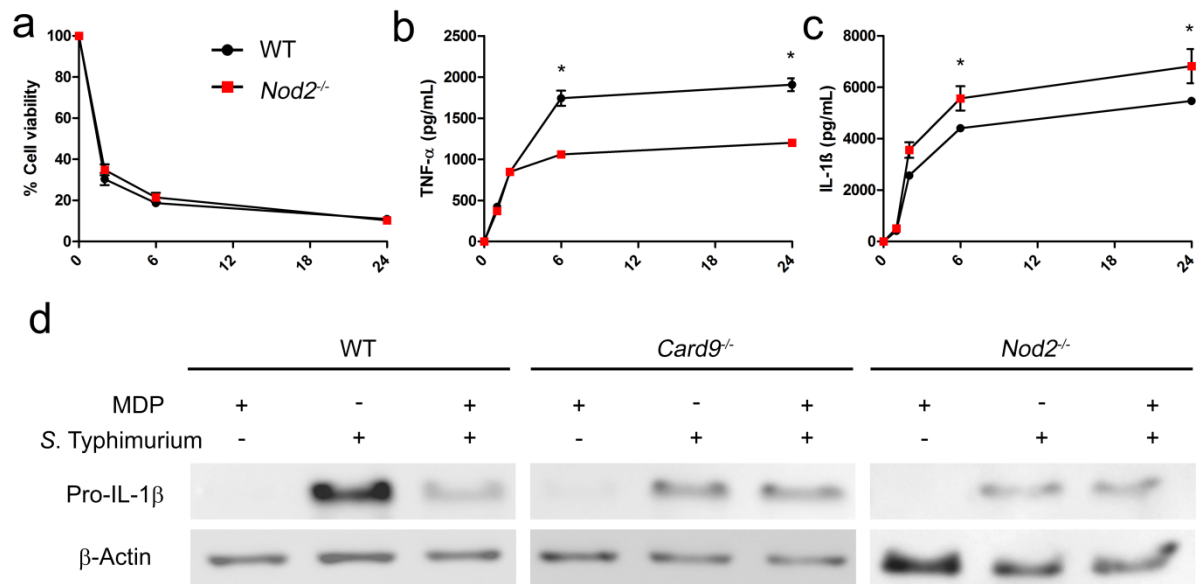 a
b
c
WT
Nod2-/-
% Cell viability
100
80
60
40
20
0
0 6 12 18 24
TNF-α (pg/mL)
2500
2000
1500
1000
500
0
* *
0 6 12 18 24
IL-1ß (pg/mL)
8000
6000
4000
2000
0
* *
0 6 12 18 24
d
WT Card9-/- Nod2-/-
MDP + - + + - + + - +
S. Typhimurium - + + - + + - + +
Pro-IL-1β
β-Actin